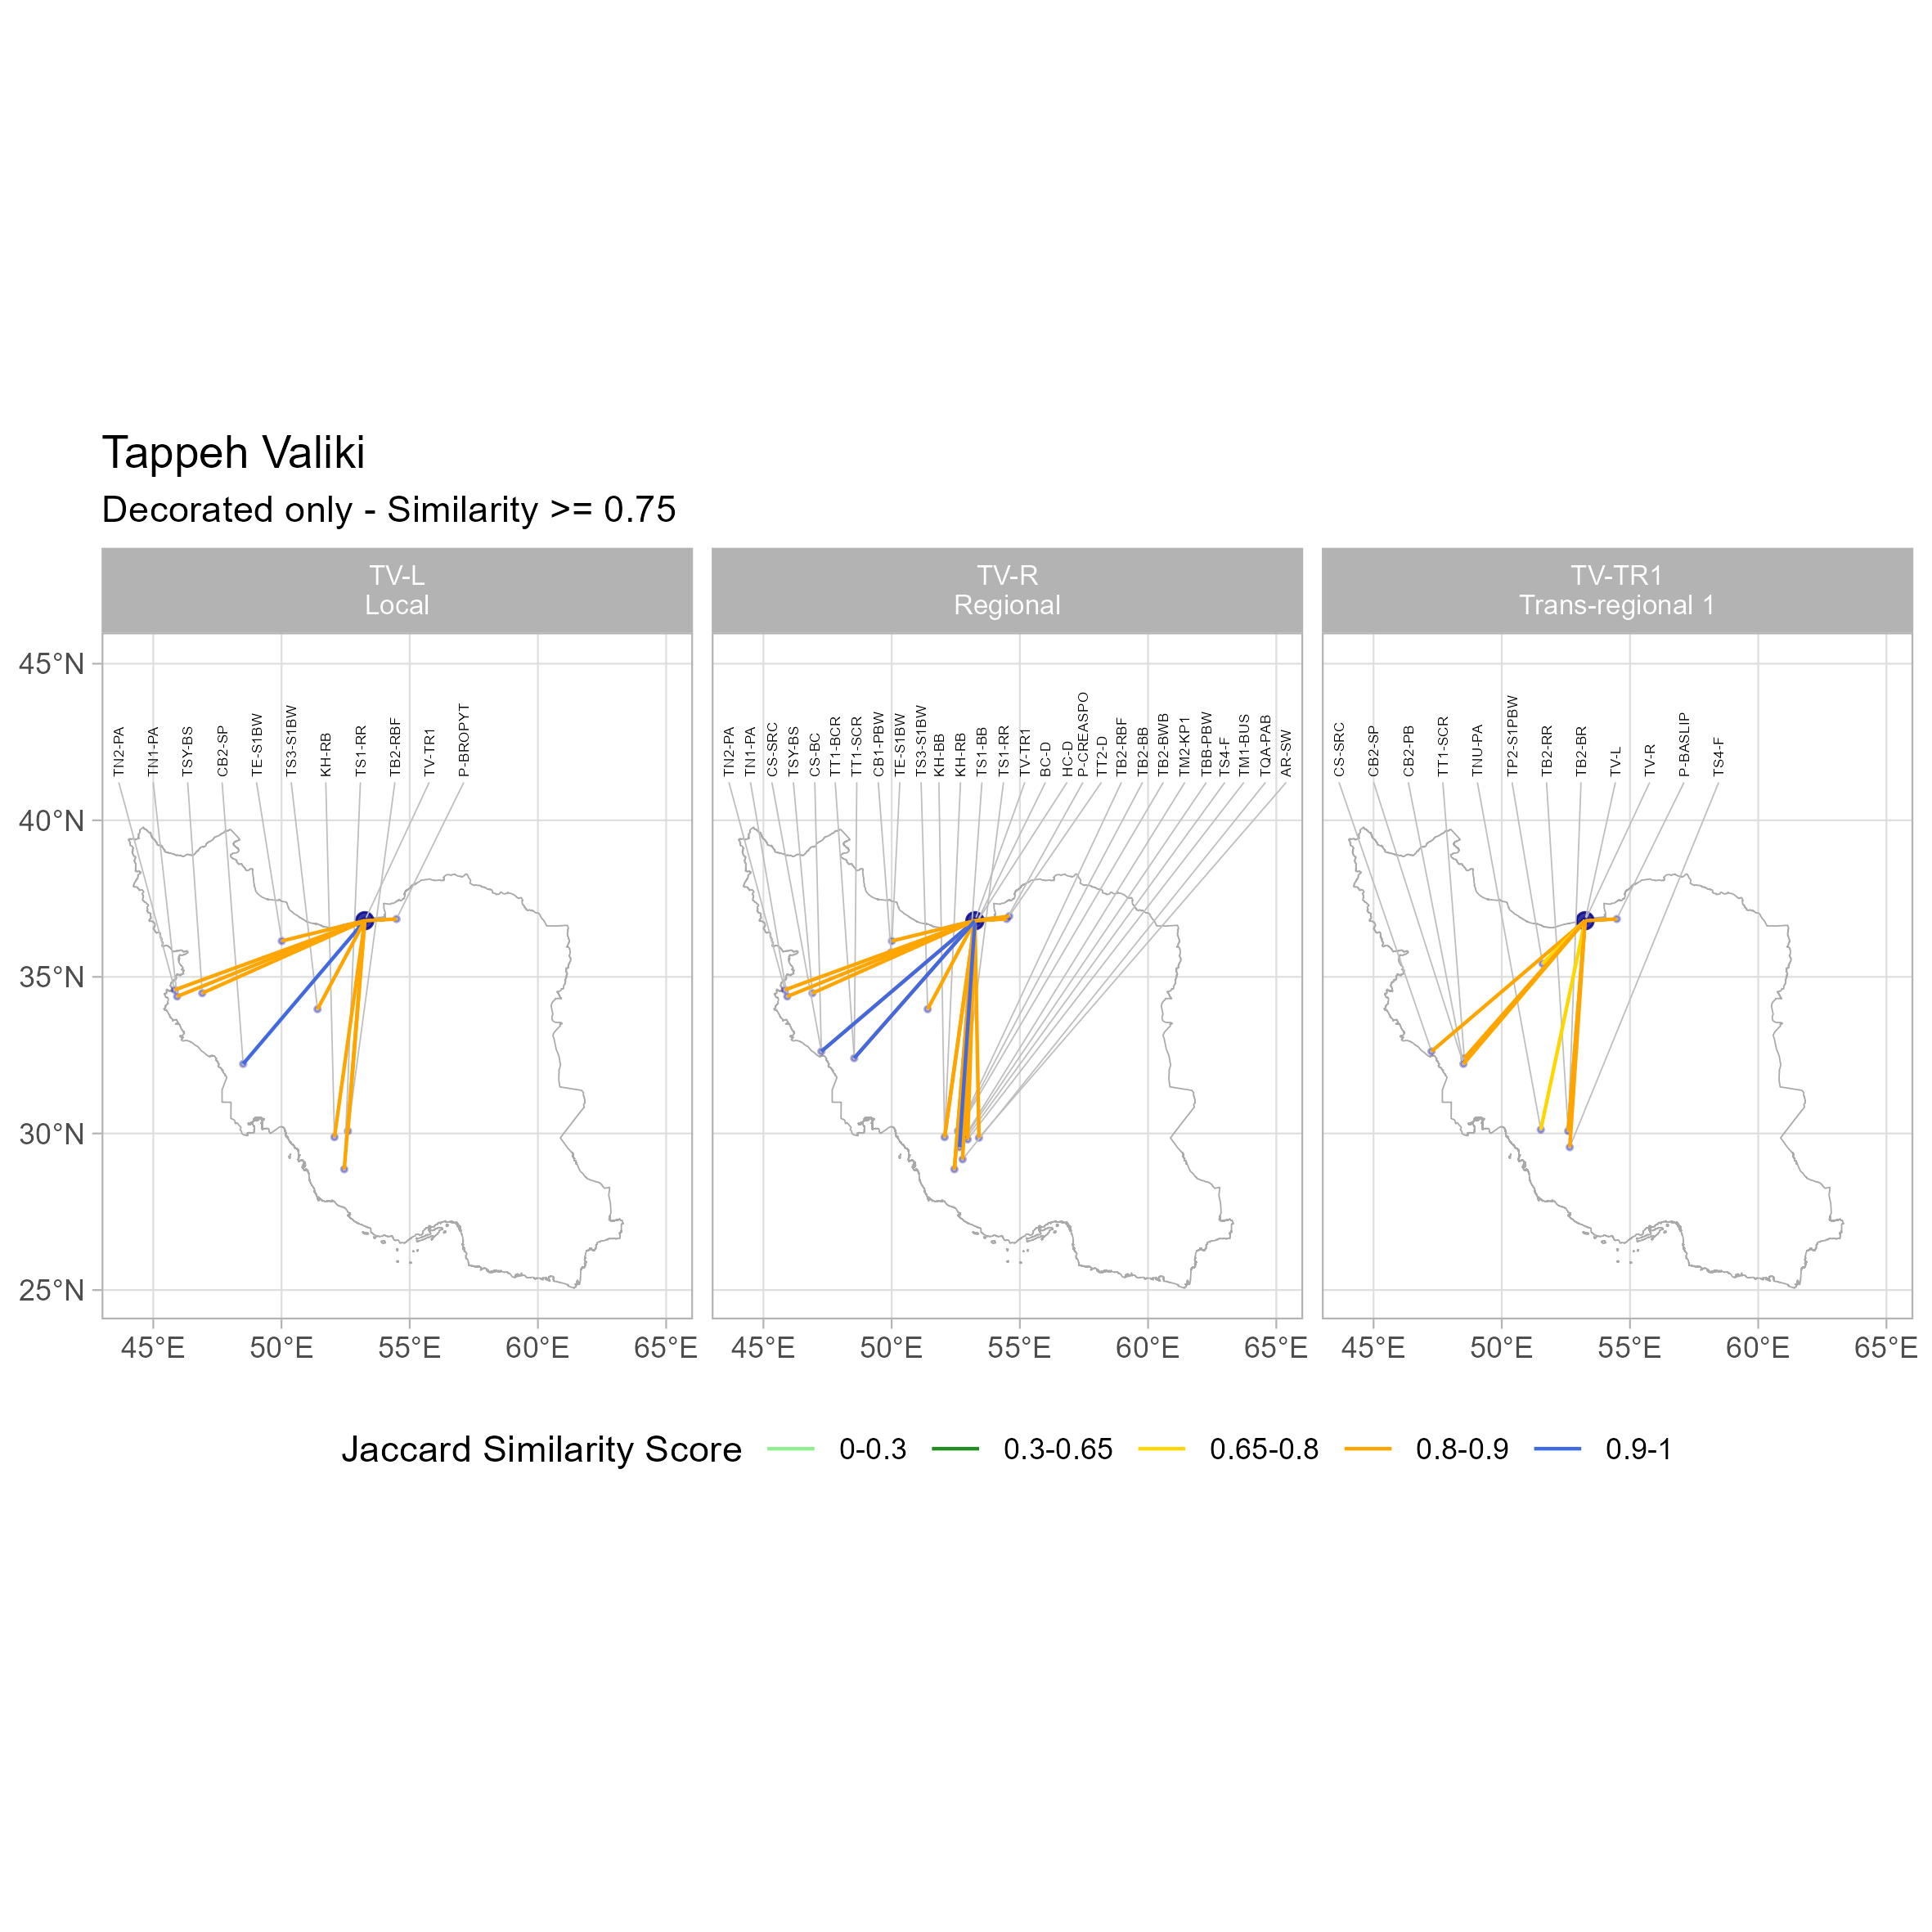 Tappeh Valiki
Decorated only - Similarity >= 0.75
TV-L
Local
TV-R
Regional
TV-TR1
Trans-regional 1
45°N
40°N
35°N
30°N
25°N
TN2-PA
TN1-PA
TSY-BS
CB2-SP
TE-S1BW
TS3-S1BW
KH-RB
TS1-RR
TB2-RBF
TV-TR1
P-BROPYT
TN2-PA
TN1-PA
CS-SRC
TSY-BS
CS-BC
TT1-BCR
TT1-SCR
CB1-PBW
TE-S1BW
TS3-S1BW
KH-BB
KH-RB
TS1-BB
TS1-RR
TV-TR1
BC-D
HC-D
P-CREASPO
TT2-D
TB2-RBF
TB2-BB
TB2-BWB
TM2-KP1
TBB-PBW
TS4-F
TM1-BUS
TQA-PAB
AR-SW
CS-SRC
CB2-SP
CB2-PB
TT1-SCR
TNU-PA
TP2-S1PBW
TB2-RR
TB2-BR
TV-L
TV-R
P-BASLIP
TS4-F
45°E 50°E 55°E 60°E 65°E
45°E 50°E 55°E 60°E 65°E
45°E 50°E 55°E 60°E 65°E
Jaccard Similarity Score 0-0.3 0.3-0.65 0.65-0.8 0.8-0.9 0.9-1